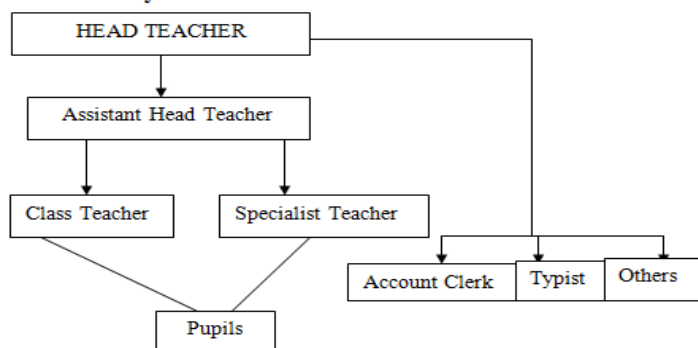 HEAD TEACHER
Assistant Head Teacher
Class Teacher
Specialist Teacher
Account Clerk
Typist
Others
Pupils